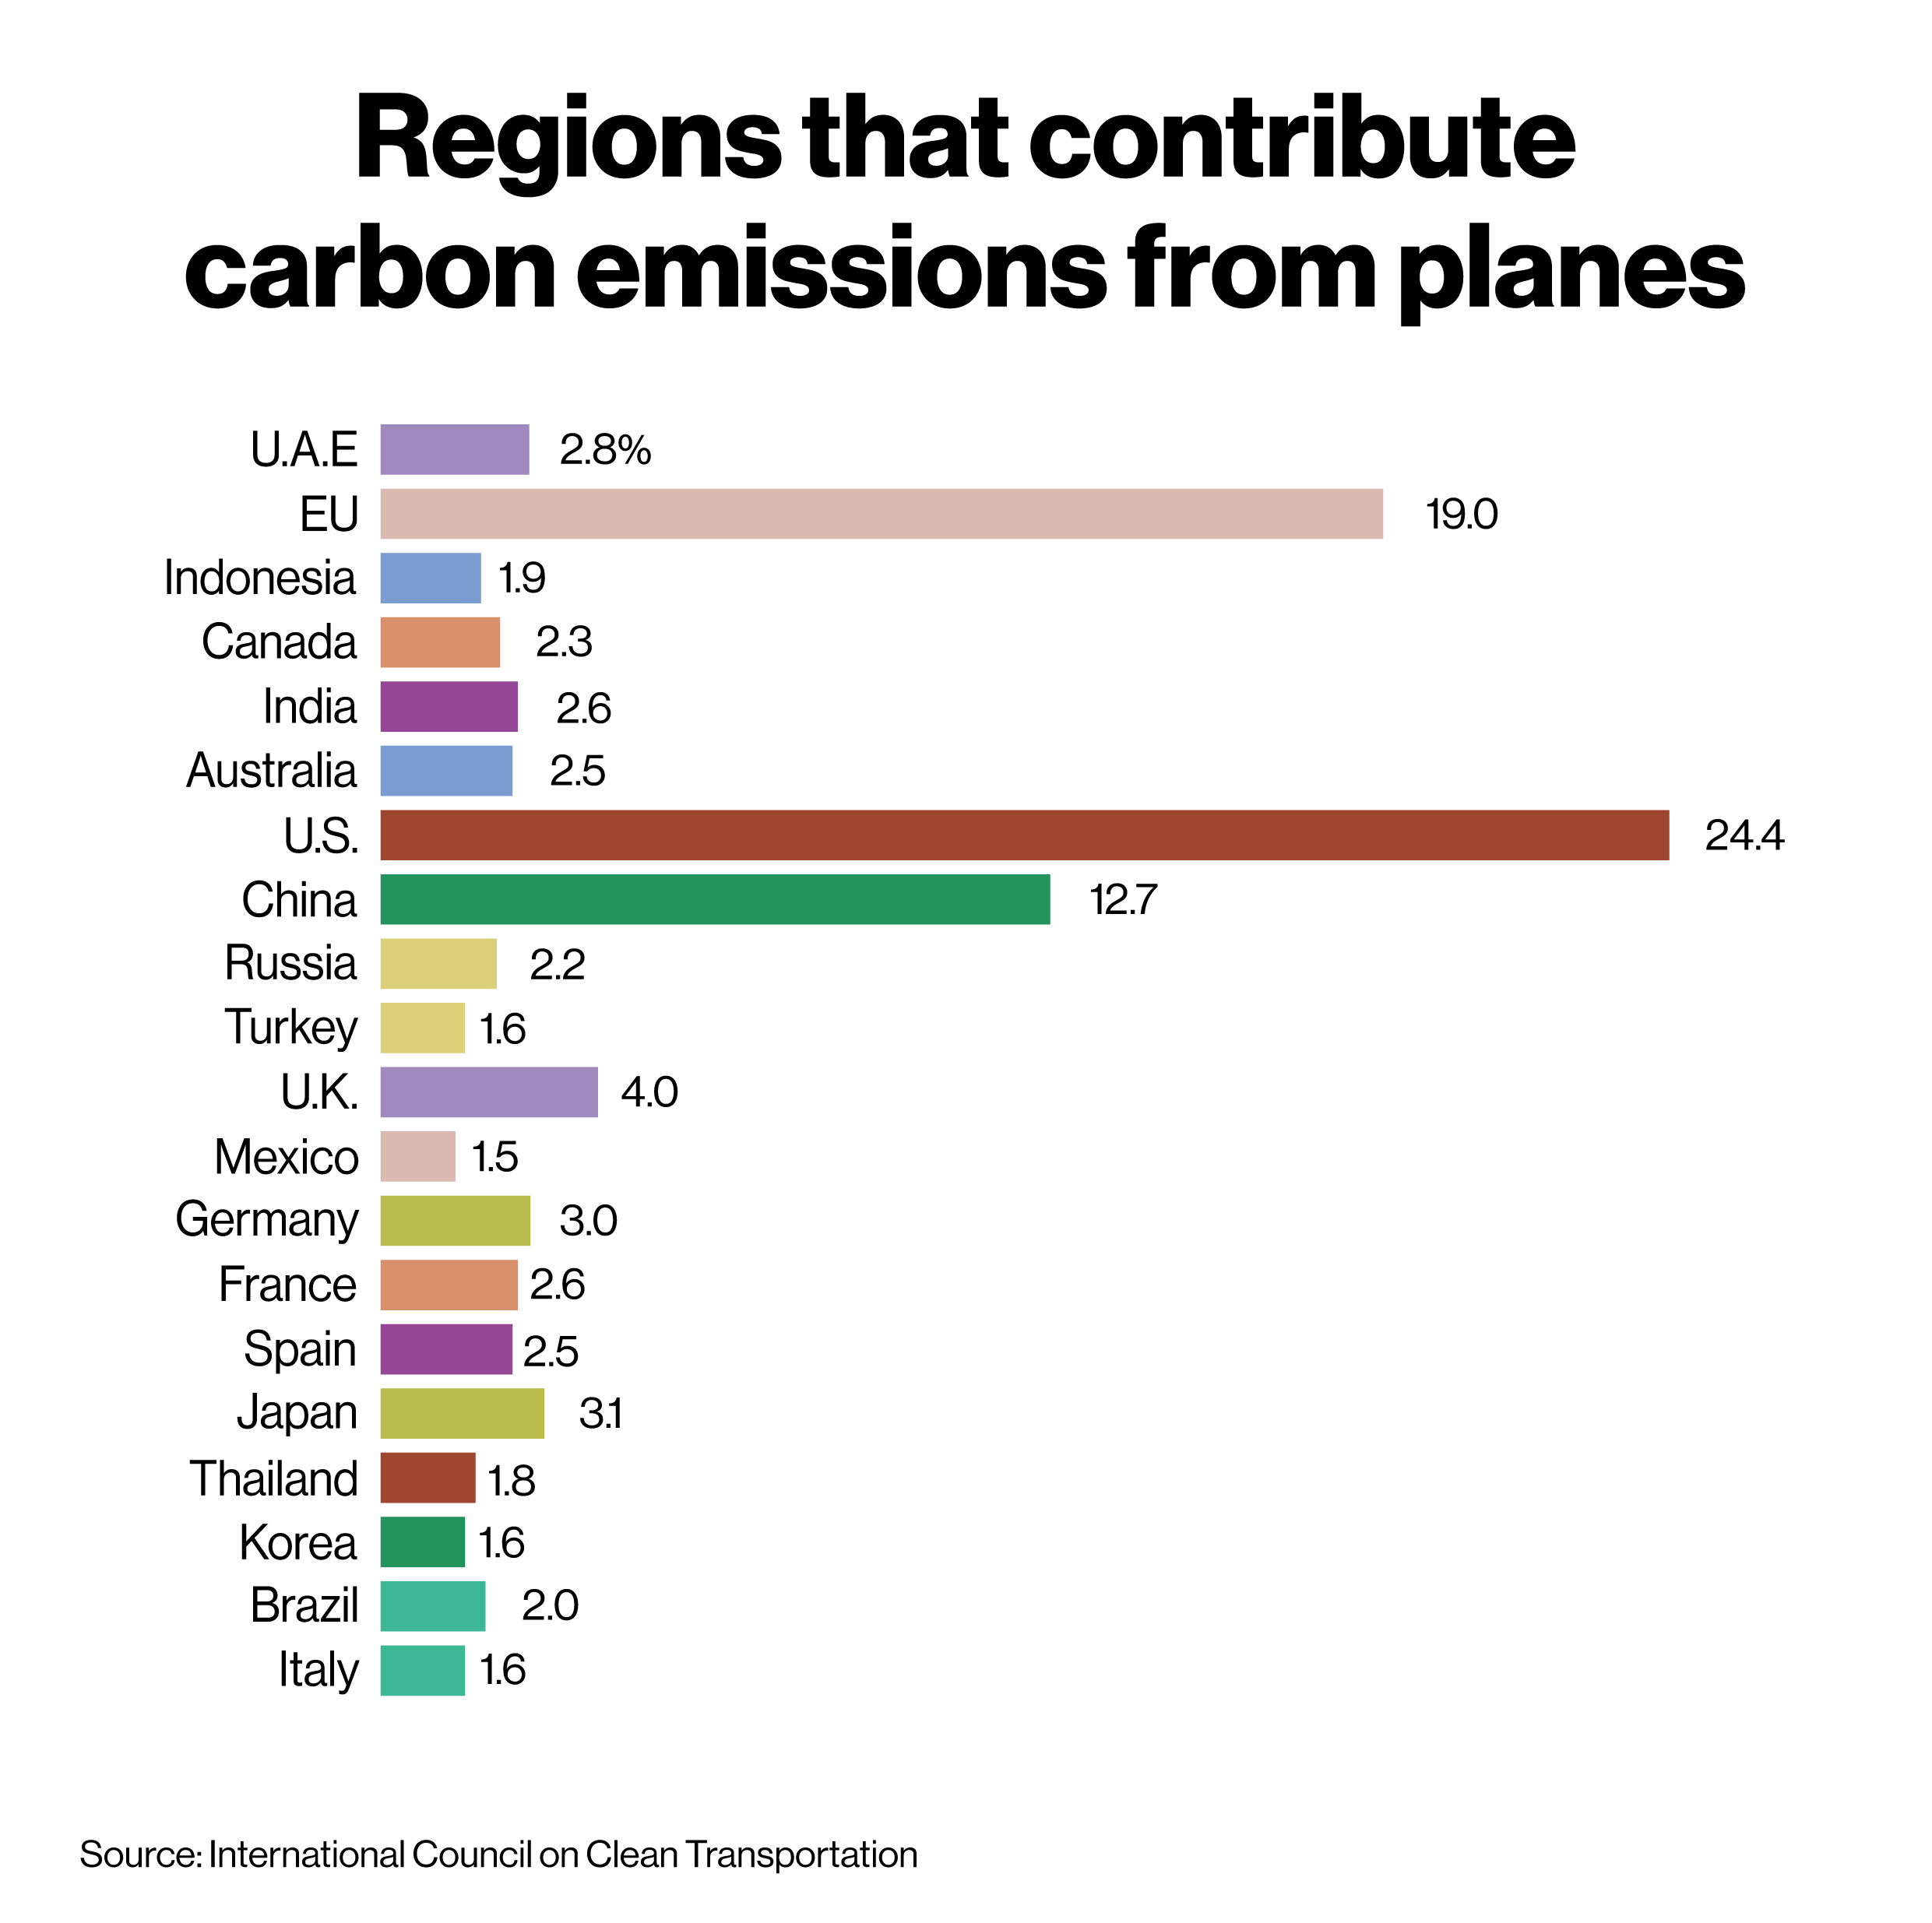 Regions that contribute
carbon emissions from planes
U.A.E 2.8%
EU 19.0
Indonesia 1.9
Canada 2.3
India 2.6
Australia 2.5
U.S. 24.4
China 12.7
Russia 2.2
Turkey 1.6
U.K. 4.0
Mexico 1.5
Germany 3.0
France 2.6
Spain 2.5
Japan 3.1
Thailand 1.8
Korea 1.6
Brazil 2.0
Italy 1.6
Source: International Council on Clean Transportation